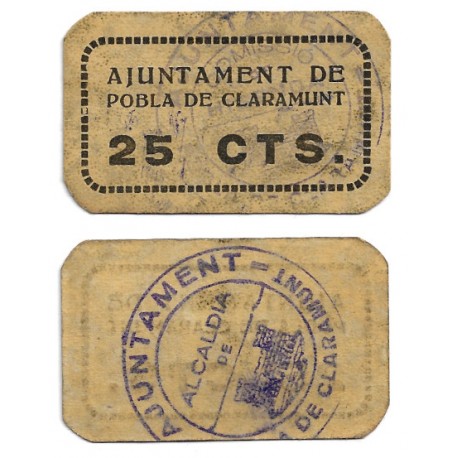 AJUNTAMENT DE
POBLA DE CLARAMUNT
25 CTS.
AJUNTAMENT = DE CLARAMUNT
ALCALDIA
DE